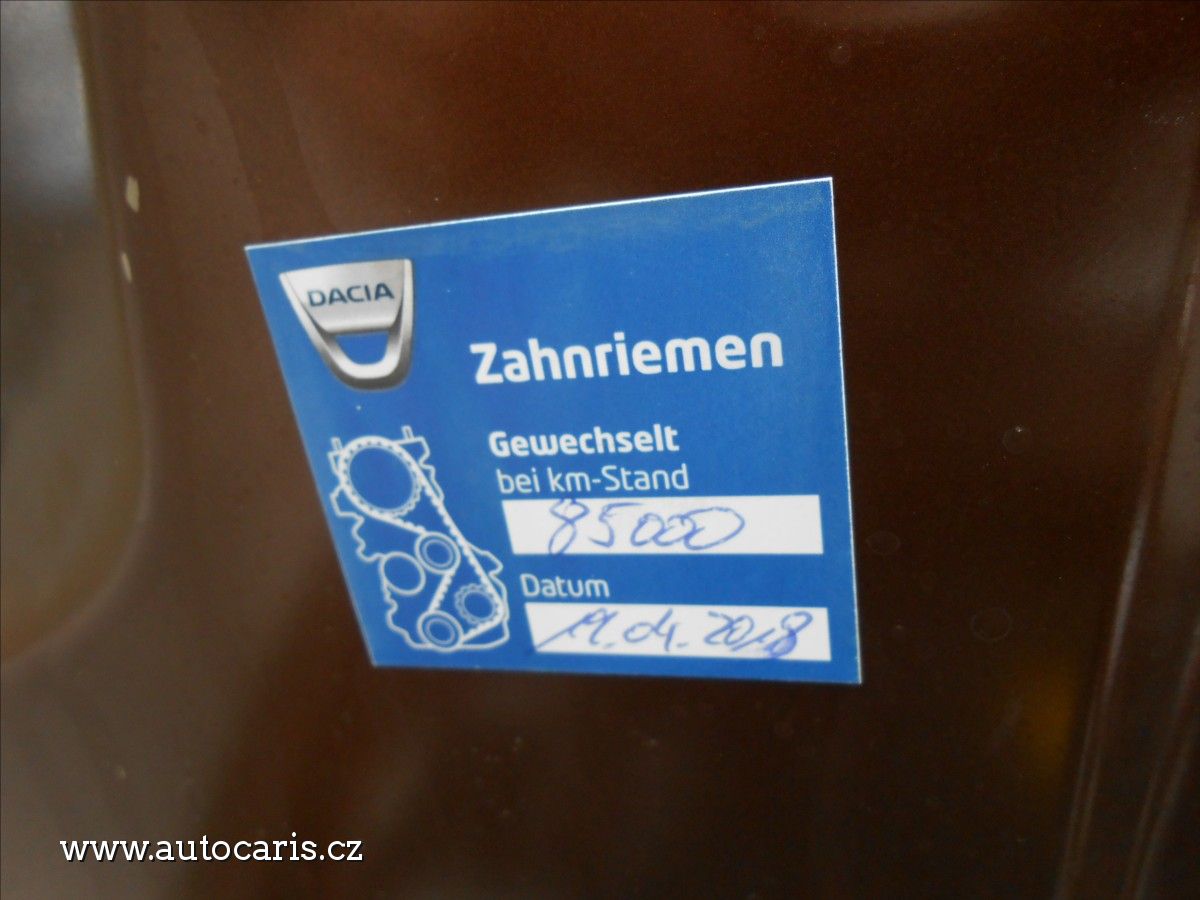 DACIA
Zahnriemen
Gewechselt
bei km-Stand
85000
Datum
19.04.2018
www.autocaris.cz